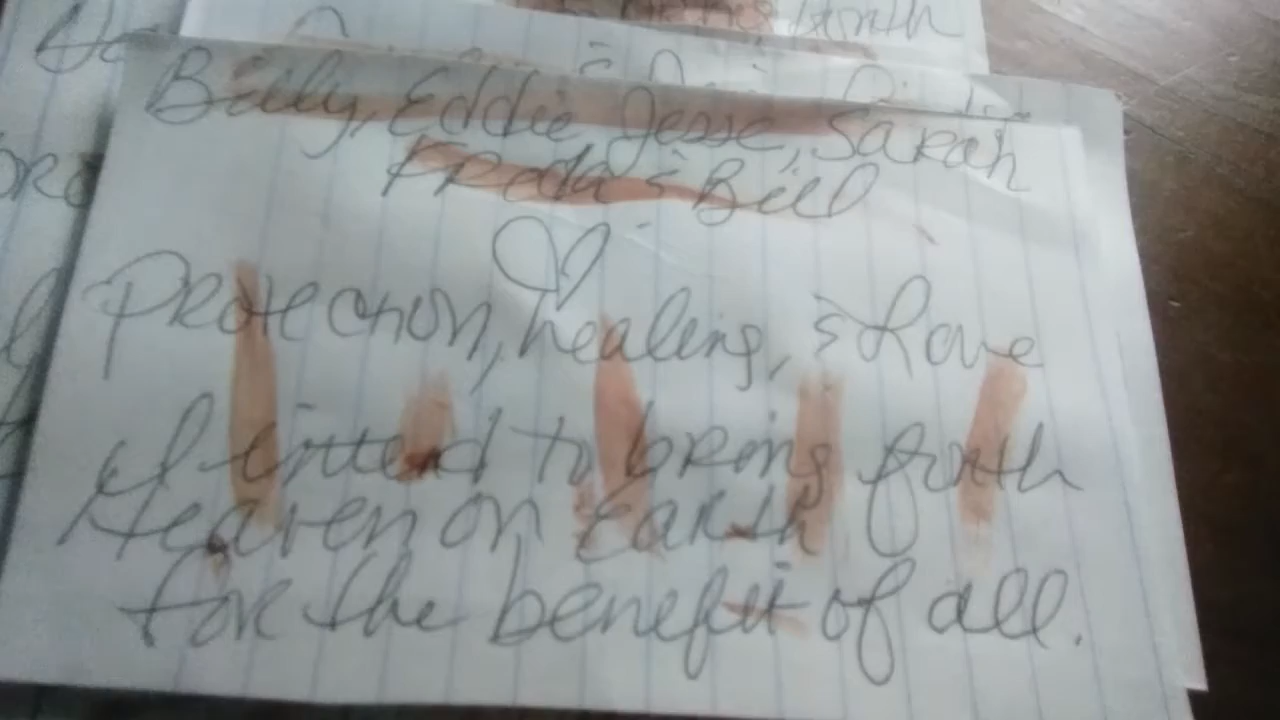 Birth
Billy, Eddie Jesse, Sarah
Freda & Bill
Protection, healing, & Love
I intend to bring forth
Heaven on Earth
for the benefit of all.